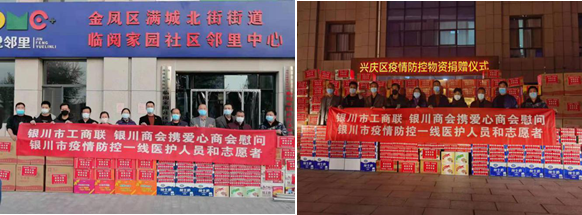 金凤区满城北街街道
临阅家园社区邻里中心
邻里
银川市工商联 银川商会携爱心商会慰问
银川市疫情防控一线医护人员和志愿者
兴庆区疫情防控物资捐赠仪式
银川市工商联 银川商会携爱心商会慰问
银川市疫情防控一线医护人员和志愿者